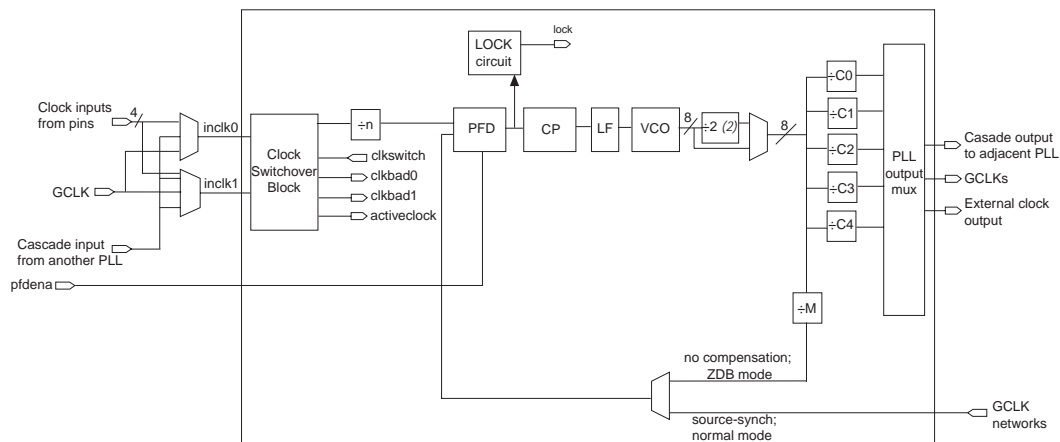 lock
LOCK
circuit
Clock inputs
from pins
4
inclk0
÷n
PFD
CP
LF
VCO
8
÷2 (2)
8
÷C0
÷C1
÷C2
÷C3
÷C4
Clock
Switchover
Block
clkswitch
clkbad0
clkbad1
activeclock
inclk1
GCLK
Cascade input
from another PLL
pfdena
PLL
output
mux
Casade output
to adjacent PLL
GCLKs
External clock
output
÷M
no compensation;
ZDB mode
source-synch;
normal mode
GCLK
networks